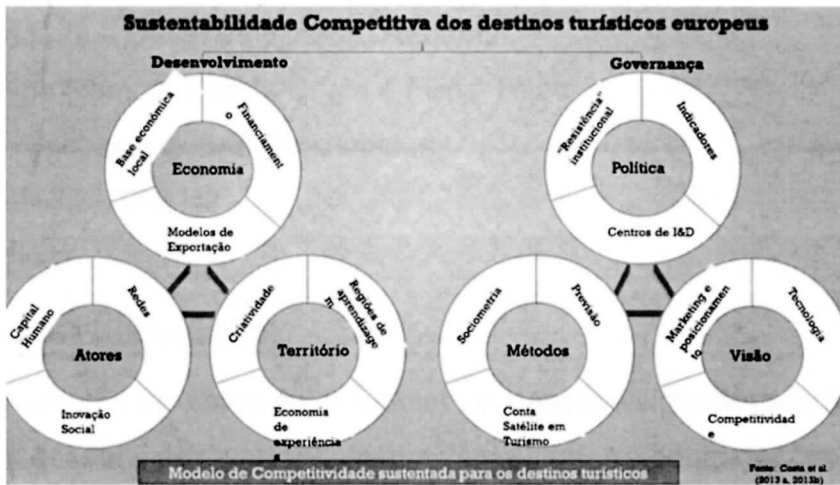 Sustentabilidade Competitiva dos destinos turísticos europeus
Desenvolvimento
Governança
Base económica
local
Financiament
o
Economia
Modelos de
Exportação
"Resistência"
institucional
Indicadores
Política
Centros de I&D
Capital
Humano
Redes
Atores
Inovação
Social
Criatividade
Regiões de
aprendizage
m
Território
Economia
de
experiência
s
Sociometria
Previsão
Métodos
Conta
Satélite em
Turismo
Marketing e
posicionamen
to
Tecnologia
Visão
Competitividad
e
Modelo de Competitividade sustentada para os destinos turísticos
Fonte: Costa et al.
(2013 a, 2013b)